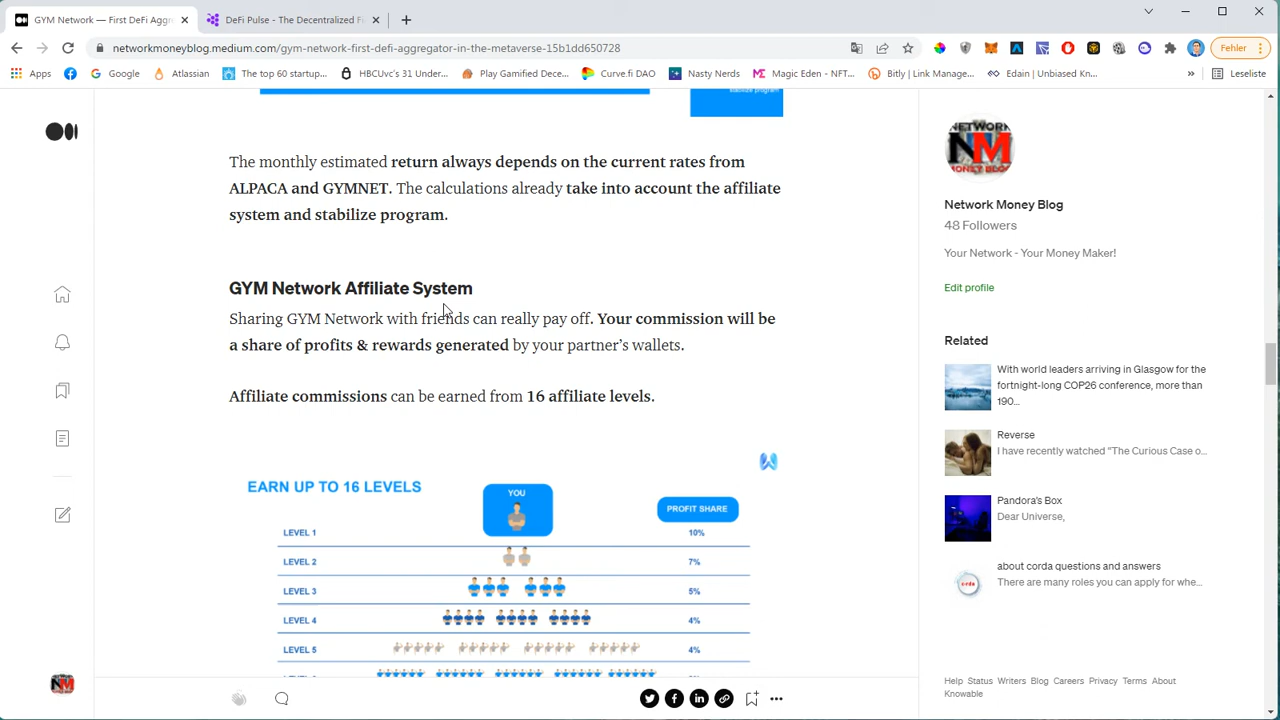 GYM Network — First DeFi Aggr
DeFi Pulse - The Decentralized Fi
networkmoneyblog.medium.com/gym-network-first-defi-aggregator-in-the-metaverse-15b1dd650728
Fehler
Apps
Google
Atlassian
The top 60 startup...
HBCUvc's 31 Under...
Play Gamified Dece...
Curve.fi DAO
Nasty Nerds
Magic Eden - NFT...
Bitly | Link Manage...
Edain | Unbiased Kn...
»
Leseliste
stabilize program
The monthly estimated return always depends on the current rates from
ALPACA and GYMNET. The calculations already take into account the affiliate
system and stabilize program.
GYM Network Affiliate System
Sharing GYM Network with friends can really pay off. Your commission will be
a share of profits & rewards generated by your partner's wallets.
Affiliate commissions can be earned from 16 affiliate levels.
EARN UP TO 16 LEVELS
YOU
PROFIT SHARE
LEVEL 1
10%
LEVEL 2
7%
LEVEL 3
5%
LEVEL 4
4%
LEVEL 5
4%
NETWORK
NM
MONEY BLOG
Network Money Blog
48 Followers
Your Network - Your Money Maker!
Edit profile
Related
With world leaders arriving in Glasgow for the
fortnight-long COP26 conference, more than
190...
Reverse
I have recently watched "The Curious Case o...
Pandora's Box
Dear Universe,
c·rda
about corda questions and answers
There are many roles you can apply for whe...
Help Status Writers Blog Careers Privacy Terms About
Knowable
NM